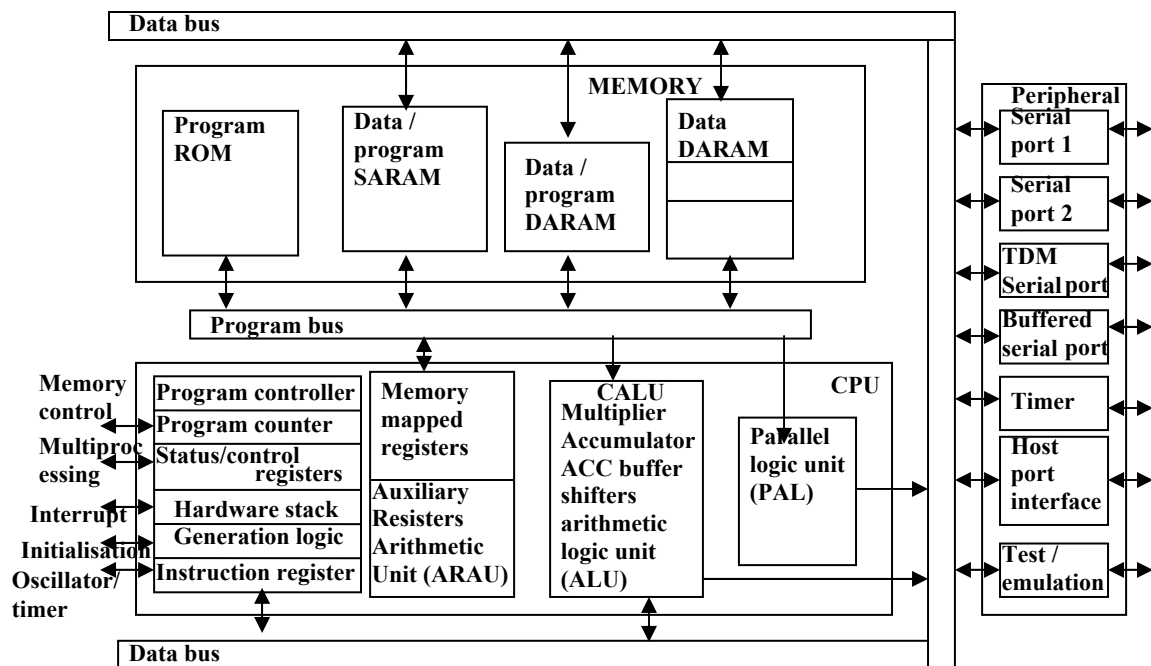 Data bus
MEMORY
Program
ROM
Data /
program
SARAM
Data /
program
DARAM
Data
DARAM
Program bus
CPU
Memory
control
Multiproc
essing
Interrupt
Initialisation
Oscillator/
timer
Program controller
Program counter
Status/control
registers
Hardware stack
Generation logic
Instruction register
Memory
mapped
registers
Auxiliary
Resisters
Arithmetic
Unit (ARAU)
CALU
Multiplier
Accumulator
ACC buffer
shifters
arithmetic
logic unit
(ALU)
Parallel
logic unit
(PAL)
Data bus
Peripheral
Serial
port 1
Serial
port 2
TDM
Serial port
Buffered
serial port
Timer
Host
port
interface
Test /
emulation